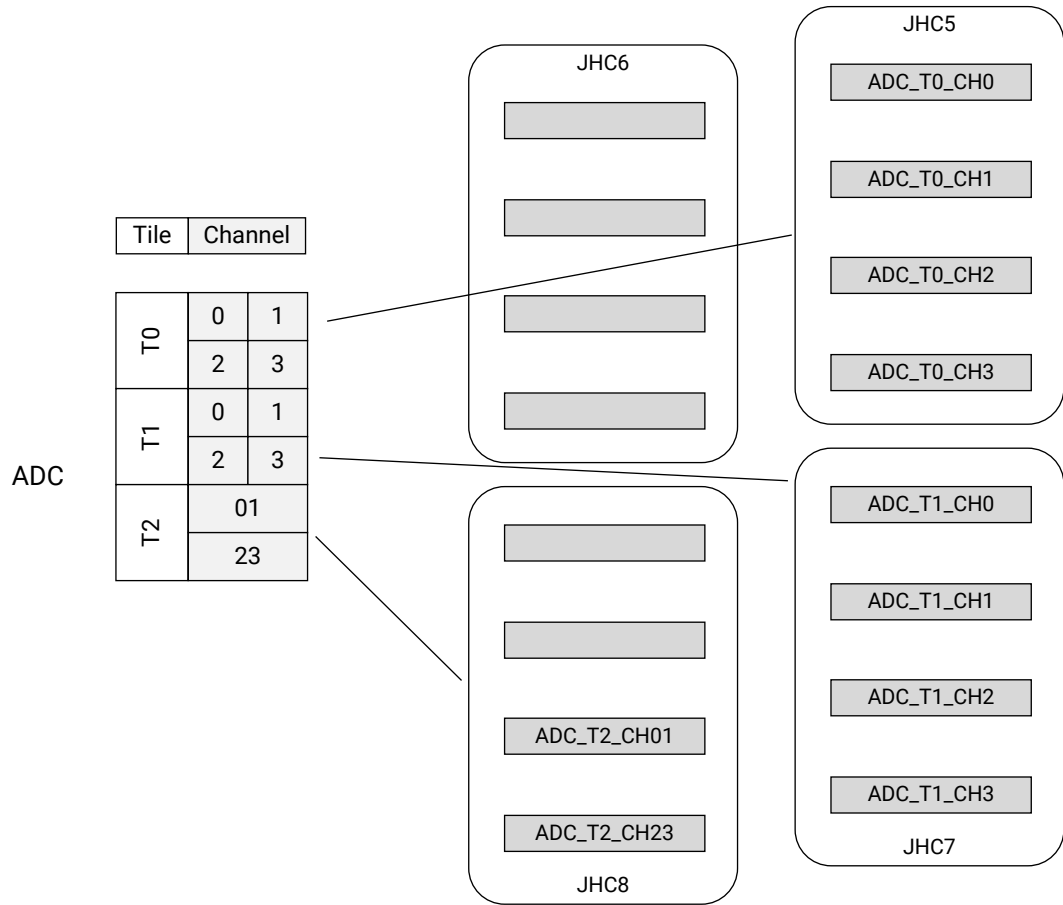 Tile Channel
ADC
T0
0 1
2 3
T1
0 1
2 3
T2
01
23
JHC6
JHC5
ADC_T0_CH0
ADC_T0_CH1
ADC_T0_CH2
ADC_T0_CH3
ADC_T2_CH01
ADC_T2_CH23
JHC8
ADC_T1_CH0
ADC_T1_CH1
ADC_T1_CH2
ADC_T1_CH3
JHC7